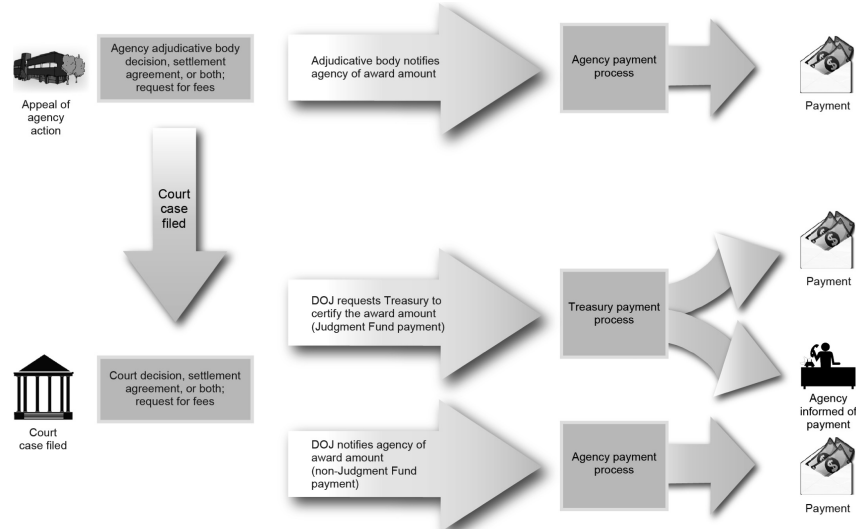 Appeal of
agency
action
Agency adjudicative body
decision, settlement
agreement, or both;
request for fees
Adjudicative body notifies
agency of award amount
Agency payment
process
Payment
Court
case
filed
DOJ requests Treasury to
certify the award amount
(Judgment Fund payment)
Treasury payment
process
Payment
Agency
informed of
payment
Court
case filed
Court decision, settlement
agreement, or both;
request for fees
DOJ notifies agency of
award amount
(non-Judgment Fund
payment)
Agency payment
process
Payment